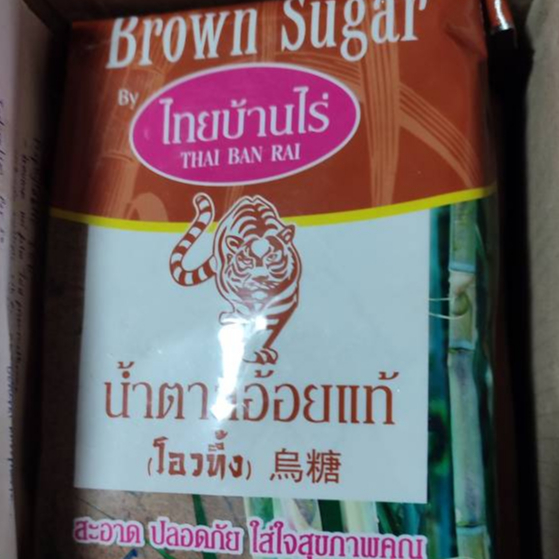 Brown Sugar
By
ไทยบ้านไร่
THAI BAN RAI
น้ำตาลอ้อยแท้
(โอวทึ้ง) 烏糖
สะอาด ปลอดภัย ใส่ใจสุขภาพคุณ